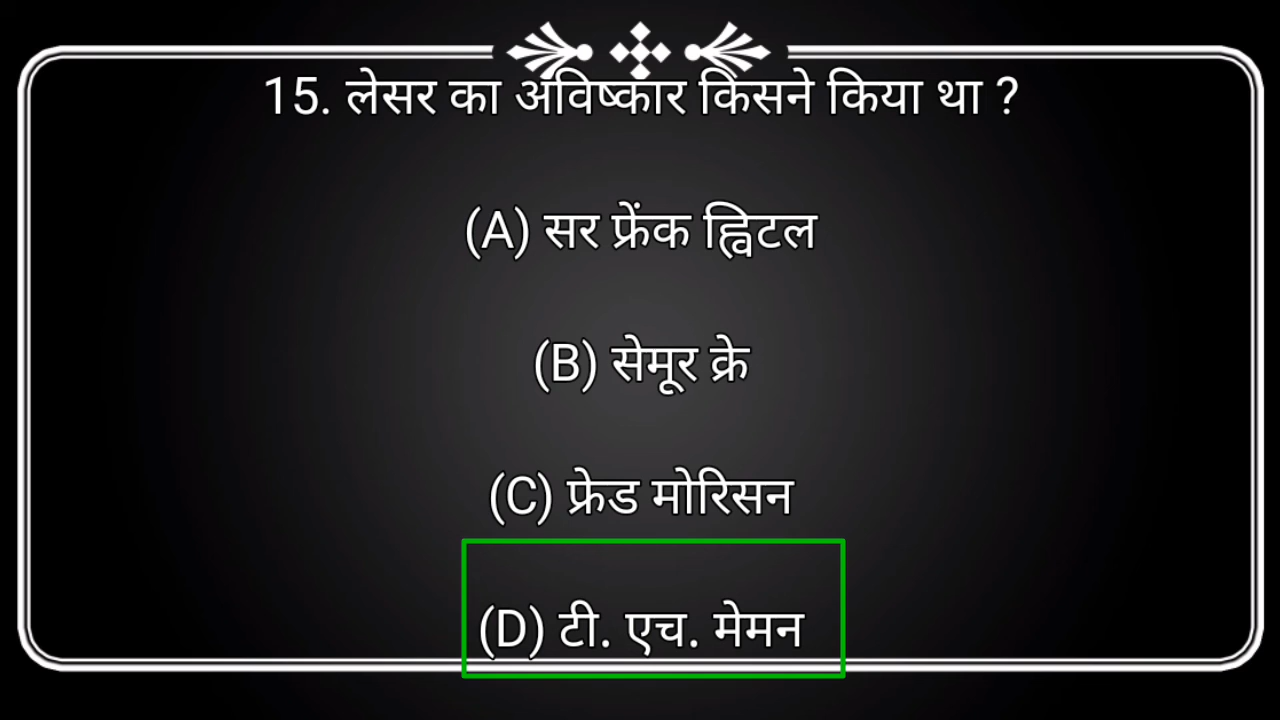 15. लेसर का अविष्कार किसने किया था ?
(A) सर फ्रेंक ह्विटल
(B) सेमूर क्रे
(C) फ्रेड मोरिसन
(D) टी. एच. मेमन